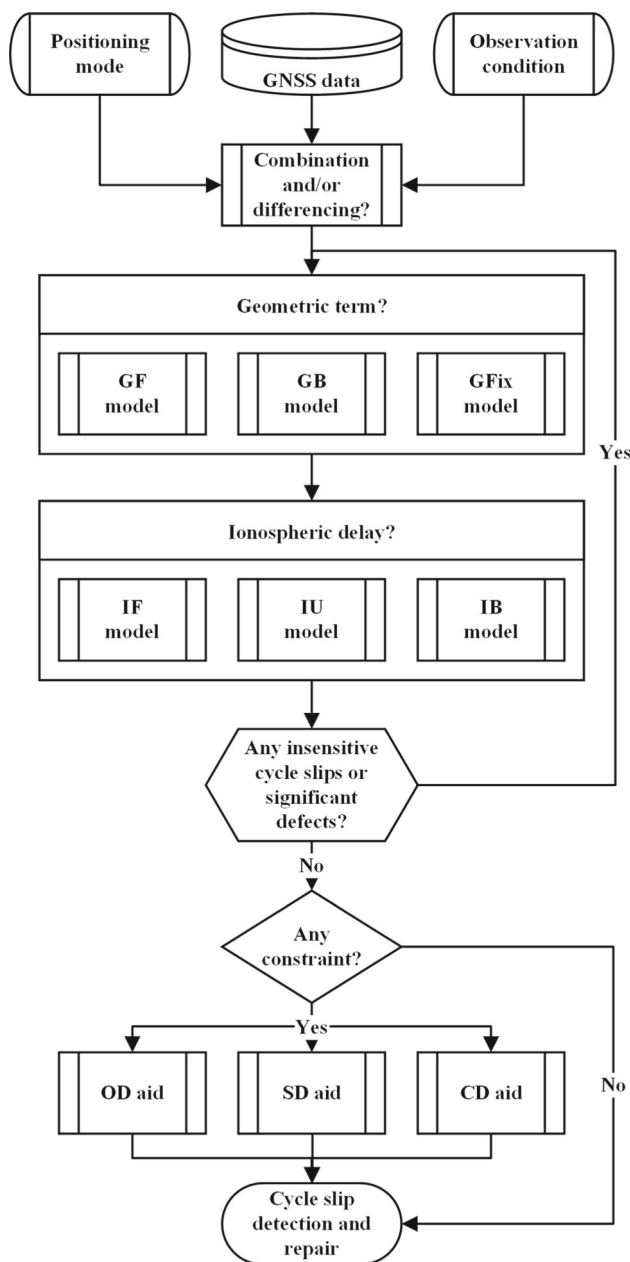 Positioning
mode
GNSS data
Observation
condition
Combination
and/or
differencing?
Geometric term?
GF
model
GB
model
GFix
model
Yes
Ionospheric delay?
IF
model
IU
model
IB
model
Any insensitive
cycle slips or
significant
defects?
No
Any
constraint?
Yes
OD aid
SD aid
CD aid
No
Cycle slip
detection and
repair